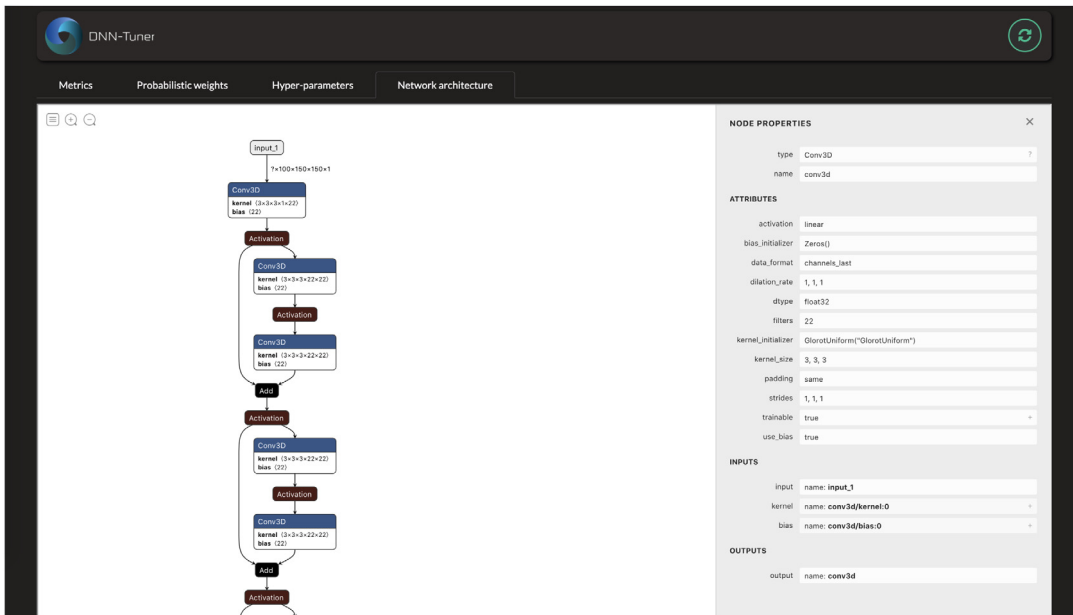 DNN-Tuner
Metrics Probabilistic weights Hyper-parameters Network architecture
input_1
?×100×150×150×1
Conv3D
kernel ⟨3×3×3×1×22⟩
bias ⟨22⟩
Activation
Conv3D
kernel ⟨3×3×3×22×22⟩
bias ⟨22⟩
Activation
Conv3D
kernel ⟨3×3×3×22×22⟩
bias ⟨22⟩
Add
Activation
Conv3D
kernel ⟨3×3×3×22×22⟩
bias ⟨22⟩
Activation
Conv3D
kernel ⟨3×3×3×22×22⟩
bias ⟨22⟩
Add
Activation
NODE PROPERTIES ×
type Conv3D ?
name conv3d
ATTRIBUTES
activation linear
bias_initializer Zeros()
data_format channels_last
dilation_rate 1, 1, 1
dtype float32
filters 22
kernel_initializer GlorotUniform("GlorotUniform")
kernel_size 3, 3, 3
padding same
strides 1, 1, 1
trainable true +
use_bias true
INPUTS
input name: input_1
kernel name: conv3d/kernel:0 +
bias name: conv3d/bias:0 +
OUTPUTS
output name: conv3d